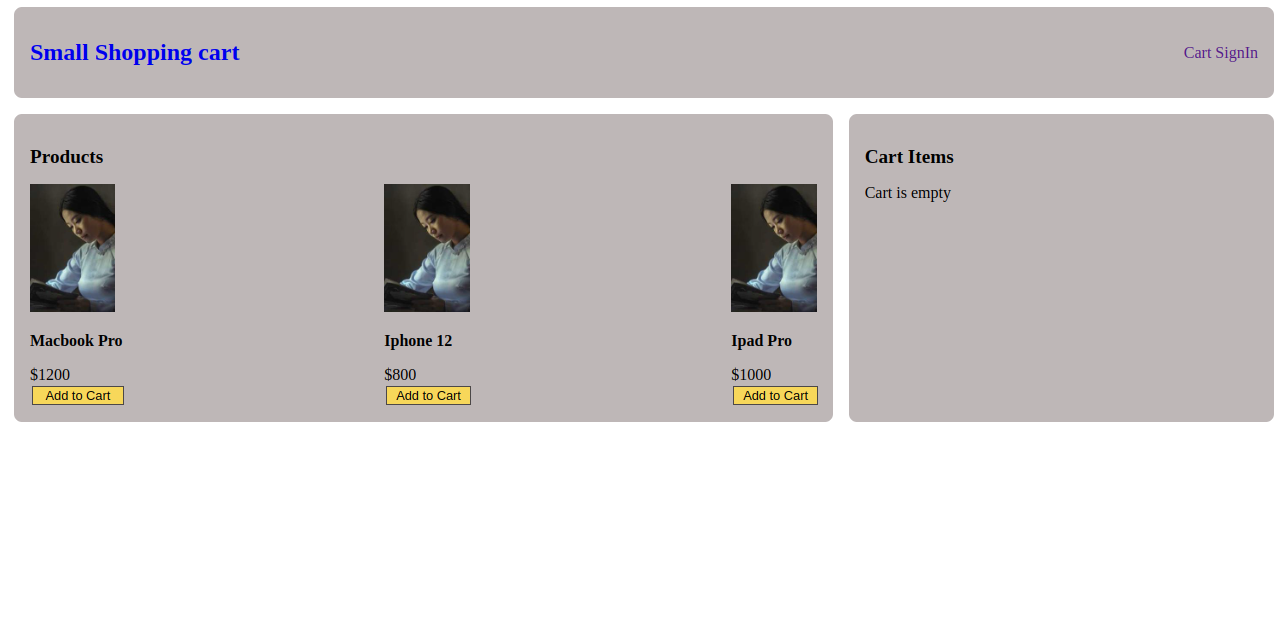 Small Shopping cart
Cart SignIn
Products
Macbook Pro
$1200
Add to Cart
Iphone 12
$800
Add to Cart
Ipad Pro
$1000
Add to Cart
Cart Items
Cart is empty